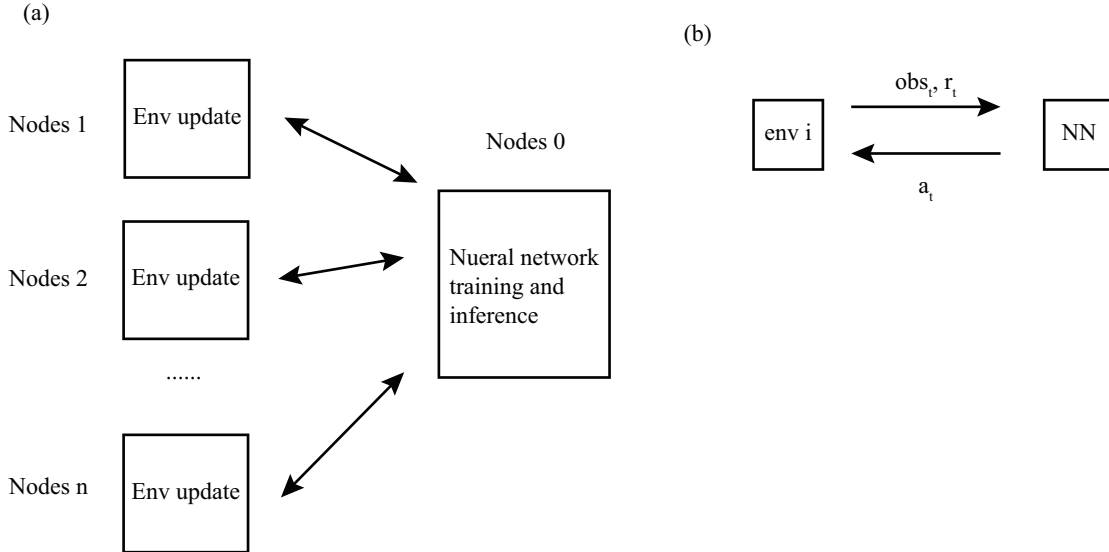 (a)
Nodes 1
Env update
Nodes 2
Env update
......
Nodes n
Env update
Nodes 0
Nueral network
training and
inference
(b)
env i
obs_t, r_t
a_t
NN